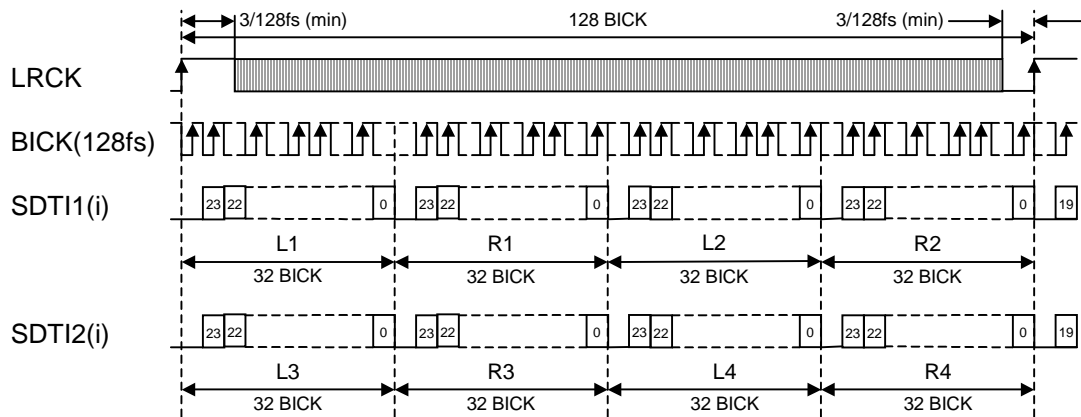 3/128fs (min) 128 BICK 3/128fs (min)
LRCK
BICK(128fs)
SDTI1(i) 23 22 0 23 22 0 23 22 0 23 22 0 19
L1 R1 L2 R2
32 BICK 32 BICK 32 BICK 32 BICK
SDTI2(i) 23 22 0 23 22 0 23 22 0 23 22 0 19
L3 R3 L4 R4
32 BICK 32 BICK 32 BICK 32 BICK